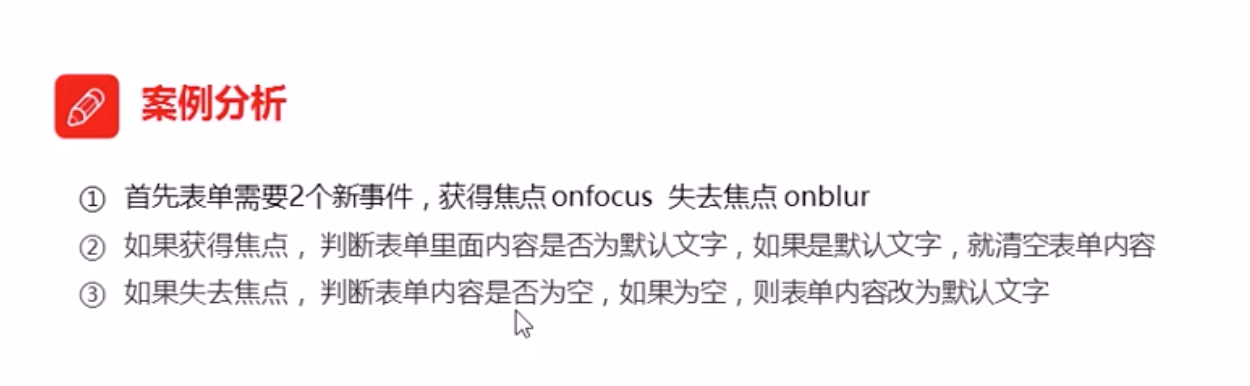 案例分析
① 首先表单需要2个新事件，获得焦点 onfocus 失去焦点 onblur
② 如果获得焦点， 判断表单里面内容是否为默认文字，如果是默认文字，就清空表单内容
③ 如果失去焦点， 判断表单内容是否为空，如果为空，则表单内容改为默认文字